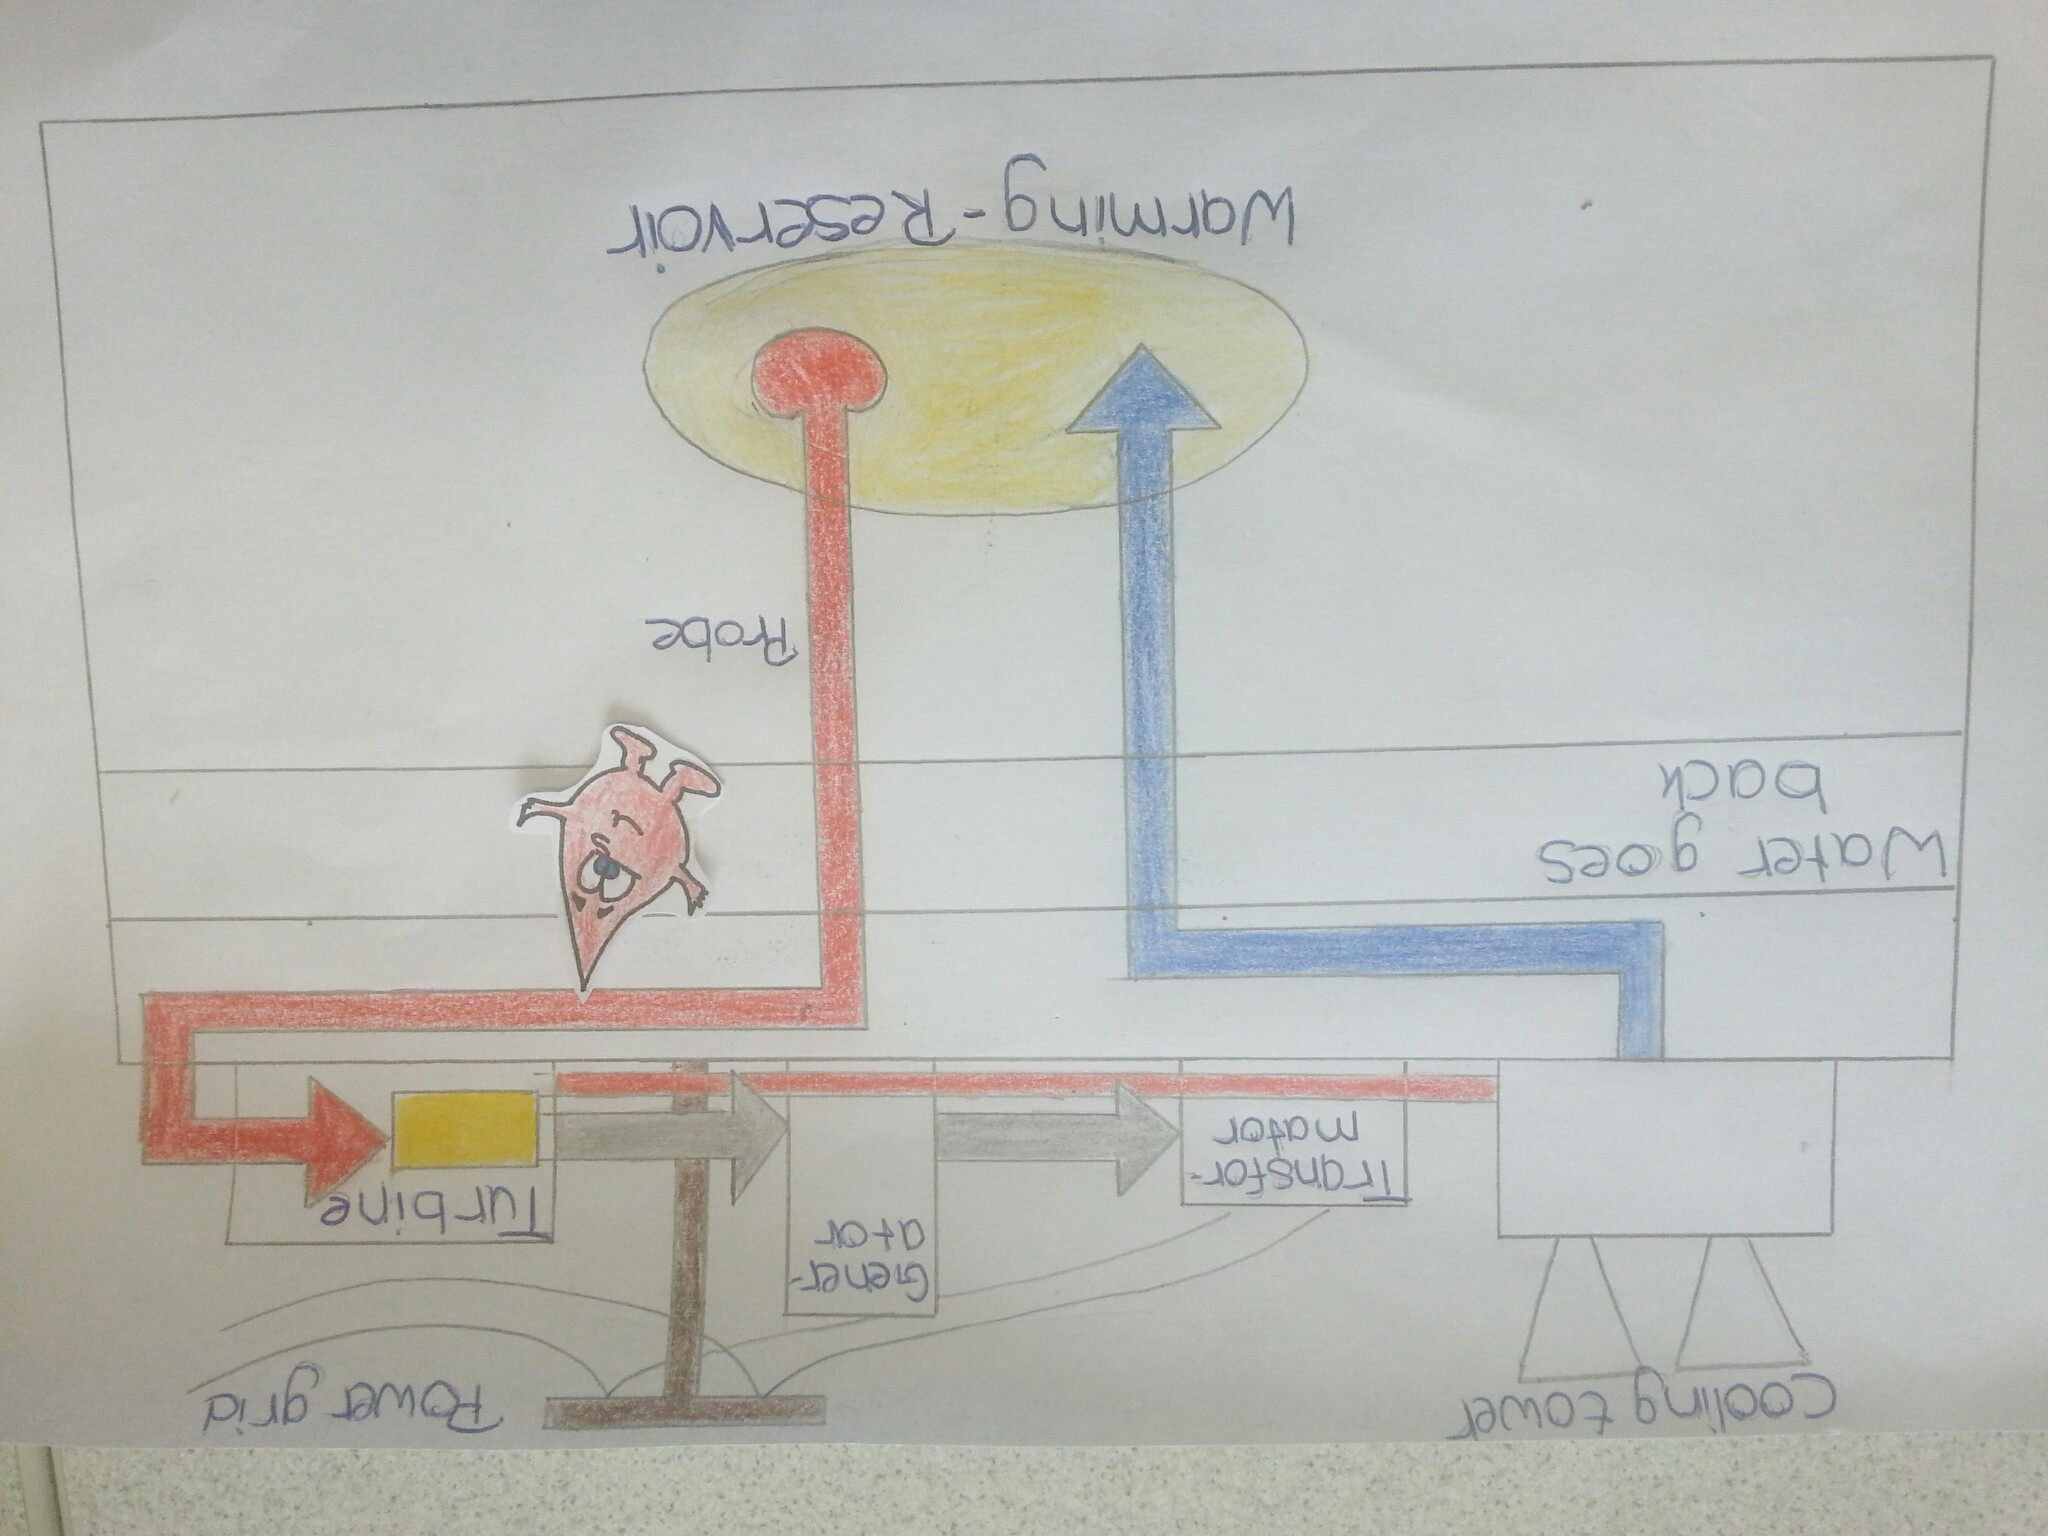 Cooling tower
Power grid
Gener-
ator
Turbine
Transfor-
mator
Water goes
back
Probe
Warming-Reservoir